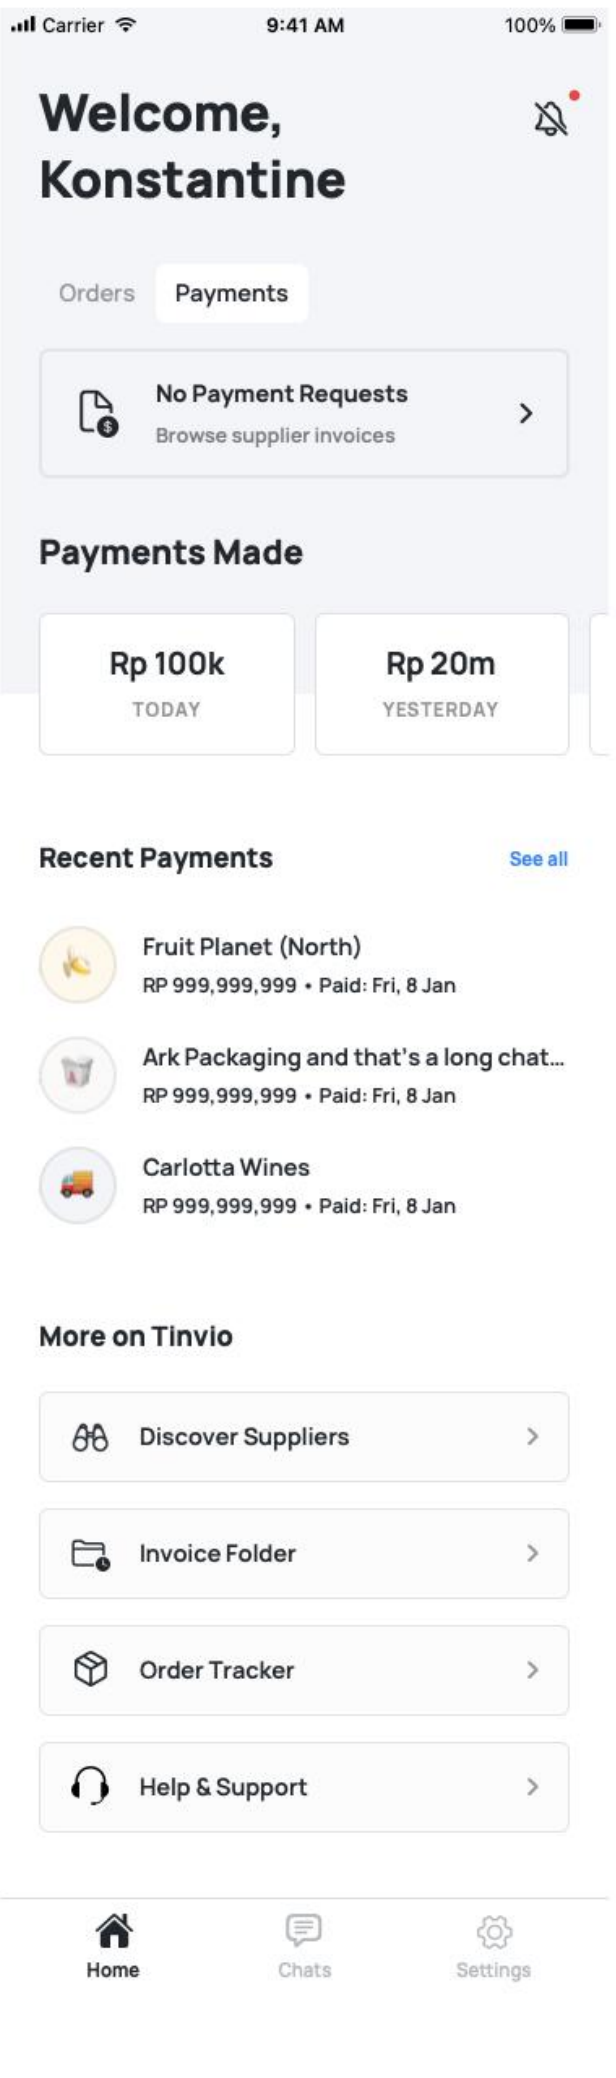 Carrier 9:41 AM 100%
Welcome,
Konstantine
Orders Payments
No Payment Requests
Browse supplier invoices
$
Payments Made
Rp 100k Rp 20m
TODAY YESTERDAY
Recent Payments See all
Fruit Planet (North)
RP 999,999,999 • Paid: Fri, 8 Jan
Ark Packaging and that's a long chat...
RP 999,999,999 • Paid: Fri, 8 Jan
Carlotta Wines
RP 999,999,999 • Paid: Fri, 8 Jan
More on Tinvio
Discover Suppliers
Invoice Folder
Order Tracker
Help & Support
Home Chats Settings